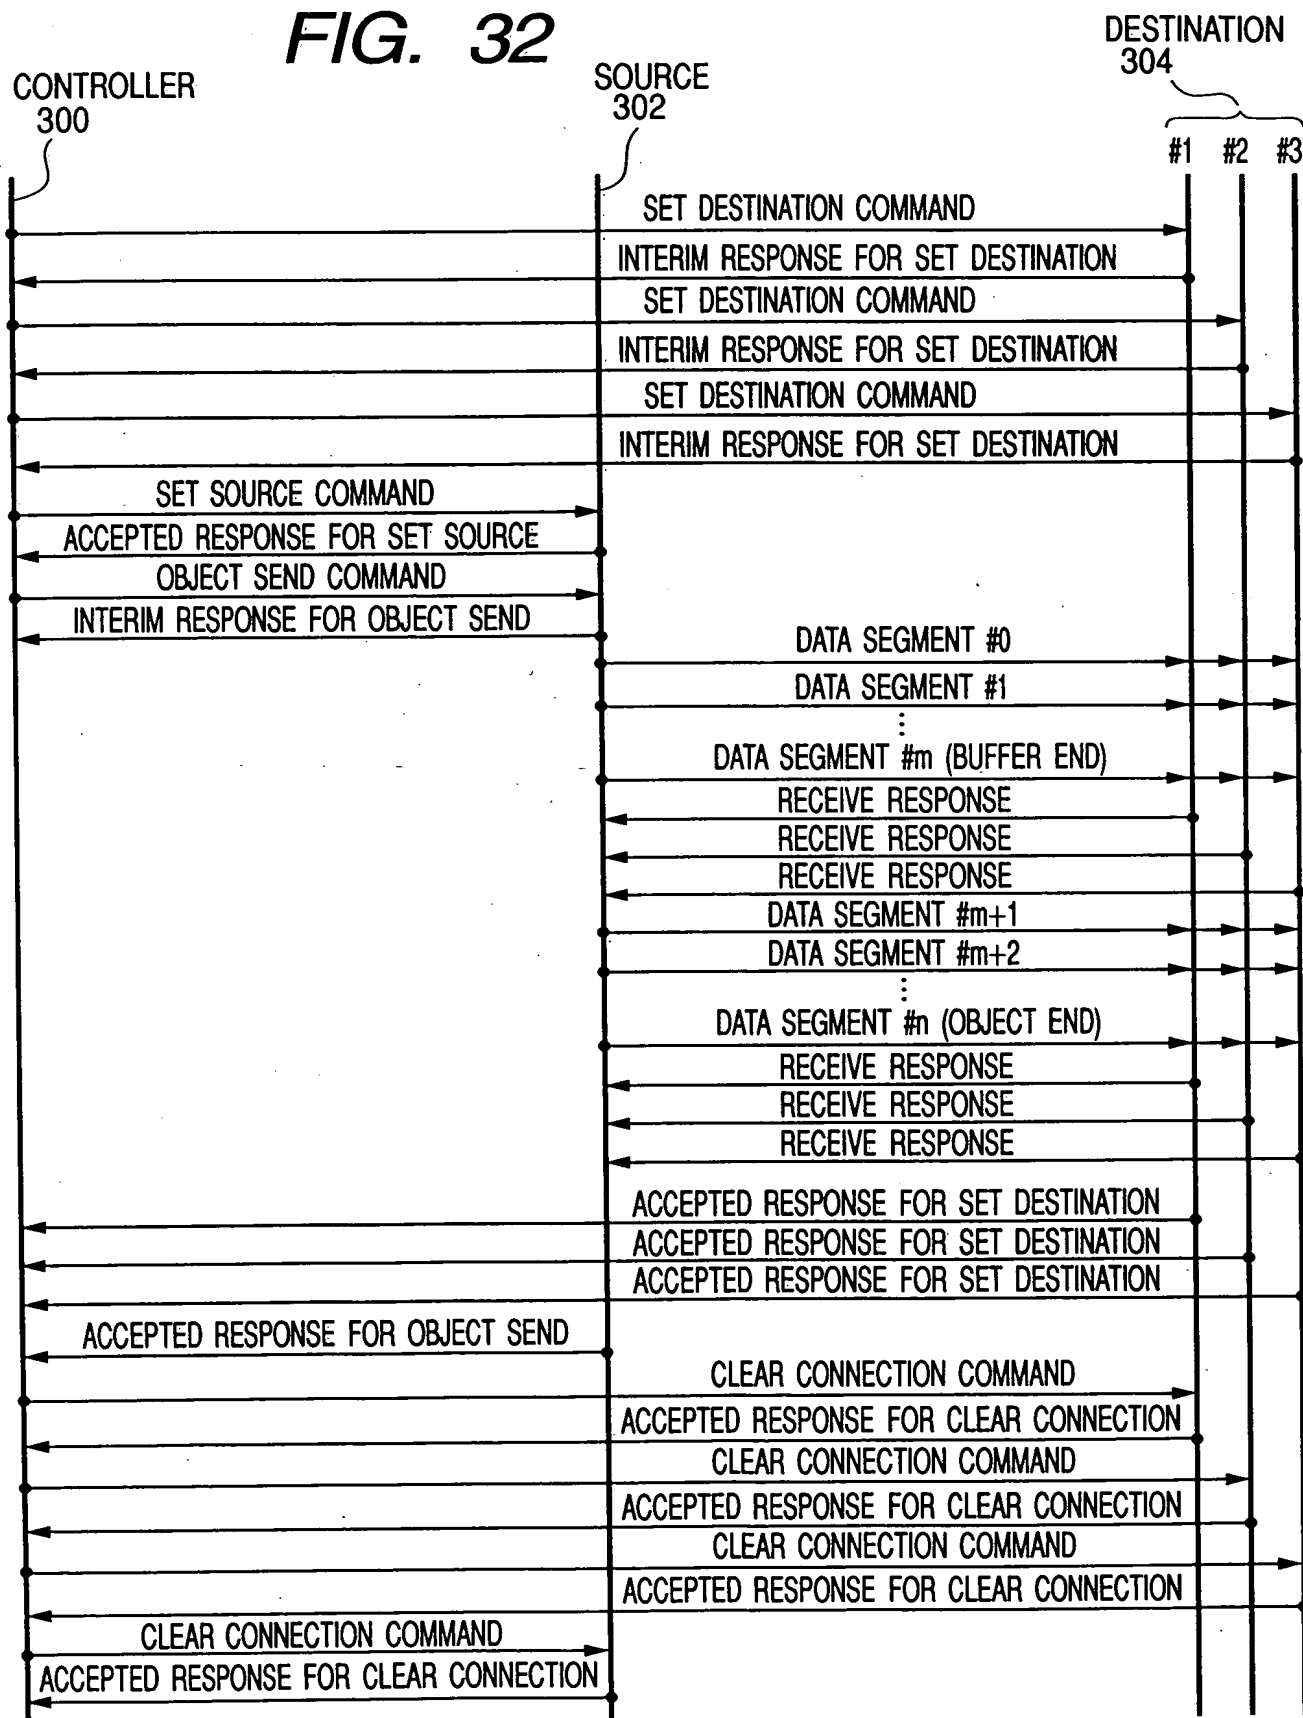 FIG. 32
CONTROLLER
300
SOURCE
302
DESTINATION
304
#1 #2 #3
SET DESTINATION COMMAND
INTERIM RESPONSE FOR SET DESTINATION
SET DESTINATION COMMAND
INTERIM RESPONSE FOR SET DESTINATION
SET DESTINATION COMMAND
INTERIM RESPONSE FOR SET DESTINATION
SET SOURCE COMMAND
ACCEPTED RESPONSE FOR SET SOURCE
OBJECT SEND COMMAND
INTERIM RESPONSE FOR OBJECT SEND
DATA SEGMENT #0
DATA SEGMENT #1
DATA SEGMENT #m (BUFFER END)
RECEIVE RESPONSE
RECEIVE RESPONSE
RECEIVE RESPONSE
DATA SEGMENT #m+1
DATA SEGMENT #m+2
DATA SEGMENT #n (OBJECT END)
RECEIVE RESPONSE
RECEIVE RESPONSE
RECEIVE RESPONSE
ACCEPTED RESPONSE FOR SET DESTINATION
ACCEPTED RESPONSE FOR SET DESTINATION
ACCEPTED RESPONSE FOR SET DESTINATION
ACCEPTED RESPONSE FOR OBJECT SEND
CLEAR CONNECTION COMMAND
ACCEPTED RESPONSE FOR CLEAR CONNECTION
CLEAR CONNECTION COMMAND
ACCEPTED RESPONSE FOR CLEAR CONNECTION
CLEAR CONNECTION COMMAND
ACCEPTED RESPONSE FOR CLEAR CONNECTION
CLEAR CONNECTION COMMAND
ACCEPTED RESPONSE FOR CLEAR CONNECTION